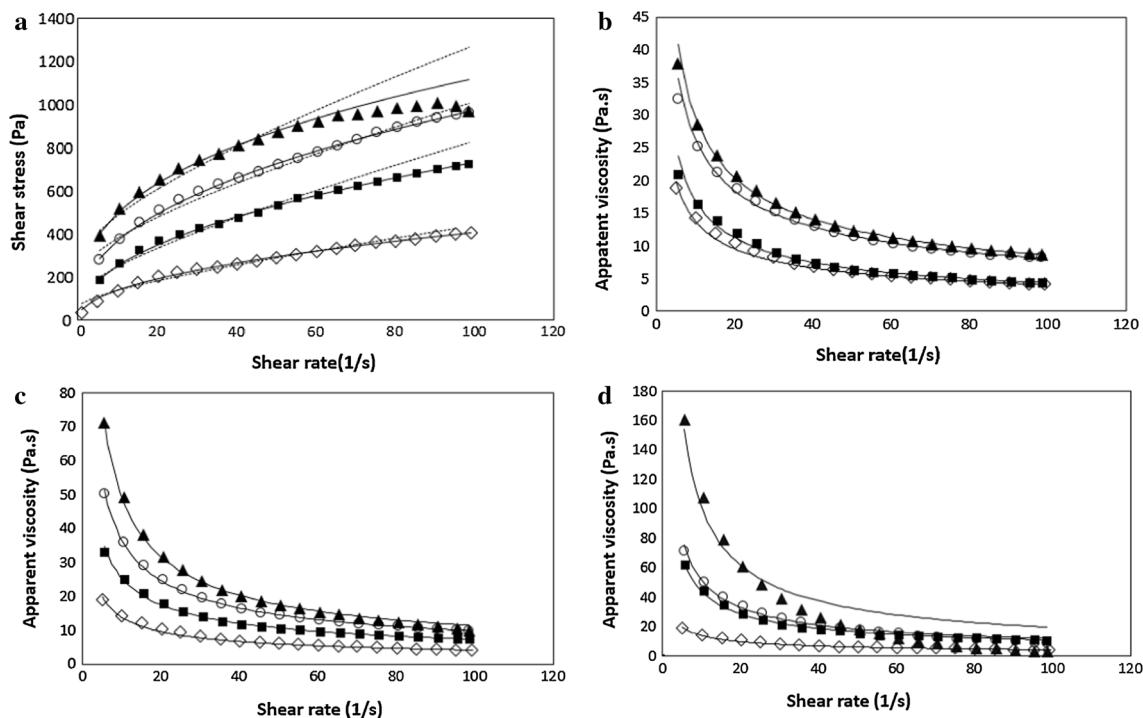 a
1400
1200
1000
800
600
400
200
0
Shear stress (Pa)
0 20 40 60 80 100 120
Shear rate(1/s)
b
45
40
35
30
25
20
15
10
5
0
Appatent viscosity (Pa.s)
0 20 40 60 80 100 120
Shear rate(1/s)
c
80
70
60
50
40
30
20
10
0
Apparent viscosity (Pa.s)
0 20 40 60 80 100 120
Shear rate (1/s)
d
180
160
140
120
100
80
60
40
20
0
Apparent viscosity (Pa.s)
0 20 40 60 80 100 120
Shear rate (1/s)